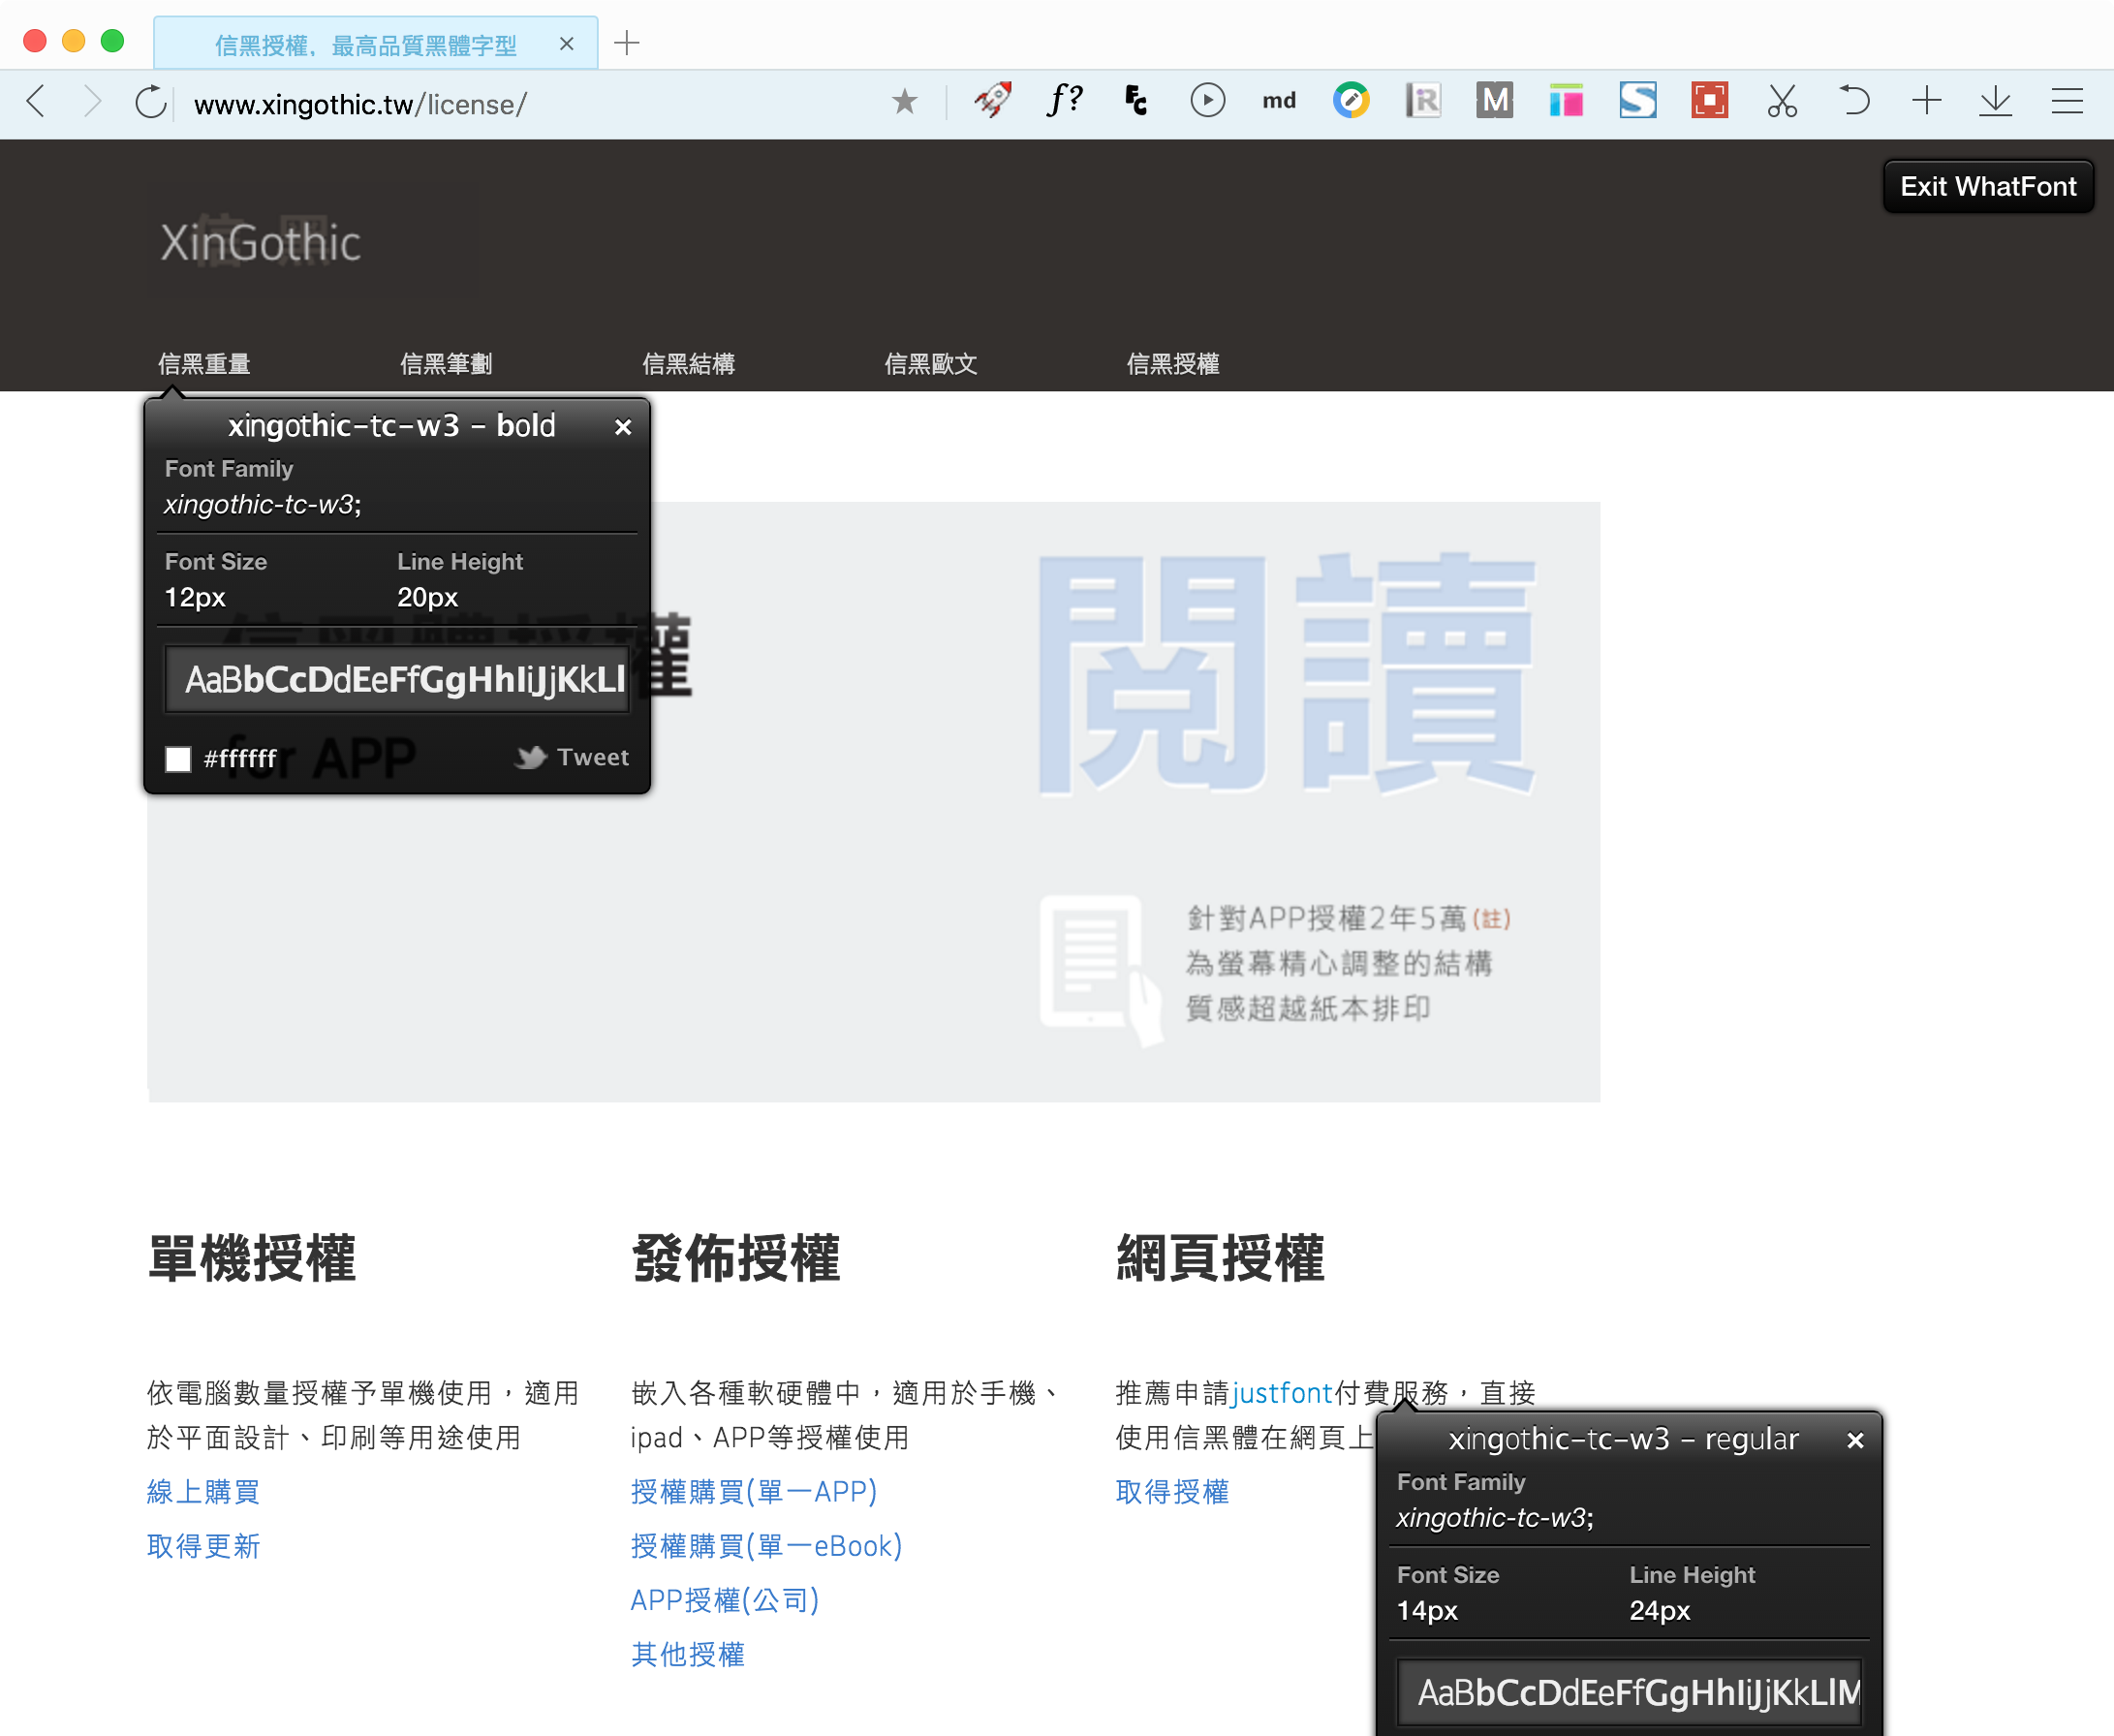 信黑授權，最高品質黑體字型
www.xingothic.tw/license/
f?
md
R
M
S
Exit WhatFont
信黑
XinGothic
信黑重量
信黑筆劃
信黑結構
信黑歐文
信黑授權
xingothic-tc-w3 - bold
Font Family
xingothic-tc-w3;
Font Size
Line Height
12px
20px
AaBbCcDdEeFfGgHhIiJjKkLl
#ffffff
Tweet
信黑體授權
for APP
閱讀
針對APP授權2年5萬(註)
為螢幕精心調整的結構
質感超越紙本排印
單機授權
依電腦數量授權予單機使用，適用
於平面設計、印刷等用途使用
線上購買
取得更新
發佈授權
嵌入各種軟硬體中，適用於手機、
ipad、APP等授權使用
授權購買(單一APP)
授權購買(單一eBook)
APP授權(公司)
其他授權
網頁授權
推薦申請justfont付費服務，直接
使用信黑體在網頁上
取得授權
xingothic-tc-w3 - regular
Font Family
xingothic-tc-w3;
Font Size
Line Height
14px
24px
AaBbCcDdEeFfGgHhIiJjKkLlM